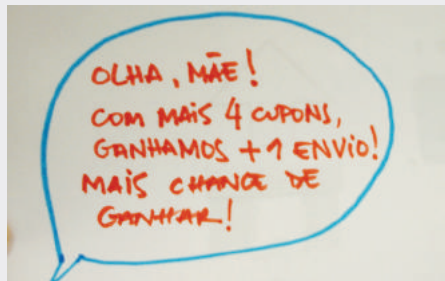 OLHA, MÃE!
COM MAIS 4 CUPONS,
GANHAMOS + 1 ENVIO!
MAIS CHANCE DE
GANHAR!